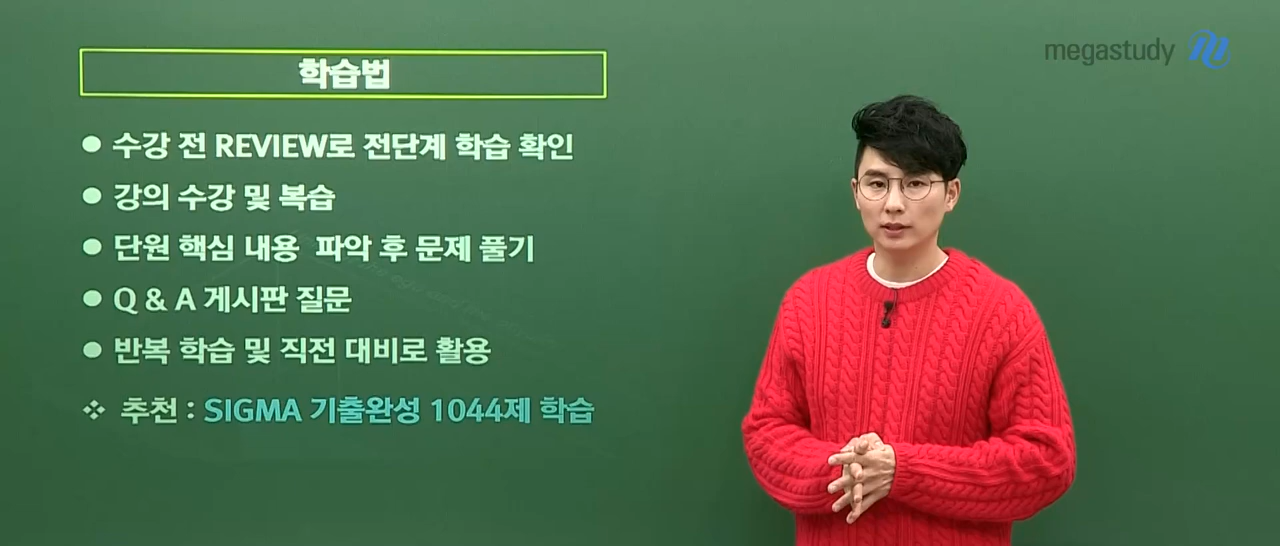 megastudy
학습법
● 수강 전 REVIEW로 전단계 학습 확인
● 강의 수강 및 복습
● 단원 핵심 내용 파악 후 문제 풀기
● Q & A 게시판 질문
● 반복 학습 및 직전 대비로 활용
❖ 추천 : SIGMA 기출완성 1044제 학습